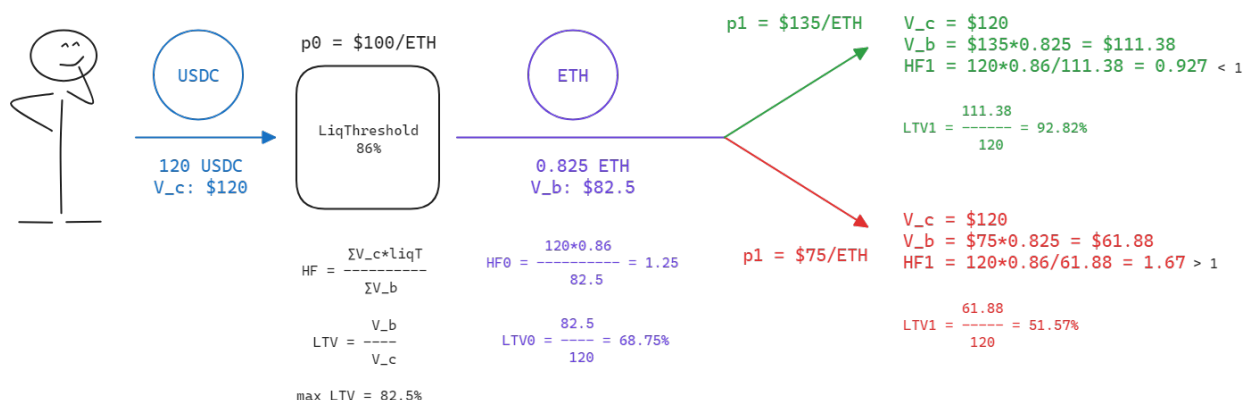 USDC
120 USDC
V_c: $120
p0 = $100/ETH
LiqThreshold
86%
ETH
0.825 ETH
V_b: $82.5
p1 = $135/ETH
V_c = $120
V_b = $135*0.825 = $111.38
HF1 = 120*0.86/111.38 = 0.927 < 1
111.38
LTV1 = ------ = 92.82%
120
p1 = $75/ETH
V_c = $120
V_b = $75*0.825 = $61.88
HF1 = 120*0.86/61.88 = 1.67 > 1
61.88
LTV1 = ----- = 51.57%
120
∑V_c*liqT
HF = ----------
∑V_b
V_b
LTV = ----
V_c
max LTV = 82.5%
120*0.86
HF0 = ---------- = 1.25
82.5
82.5
LTV0 = ---- = 68.75%
120